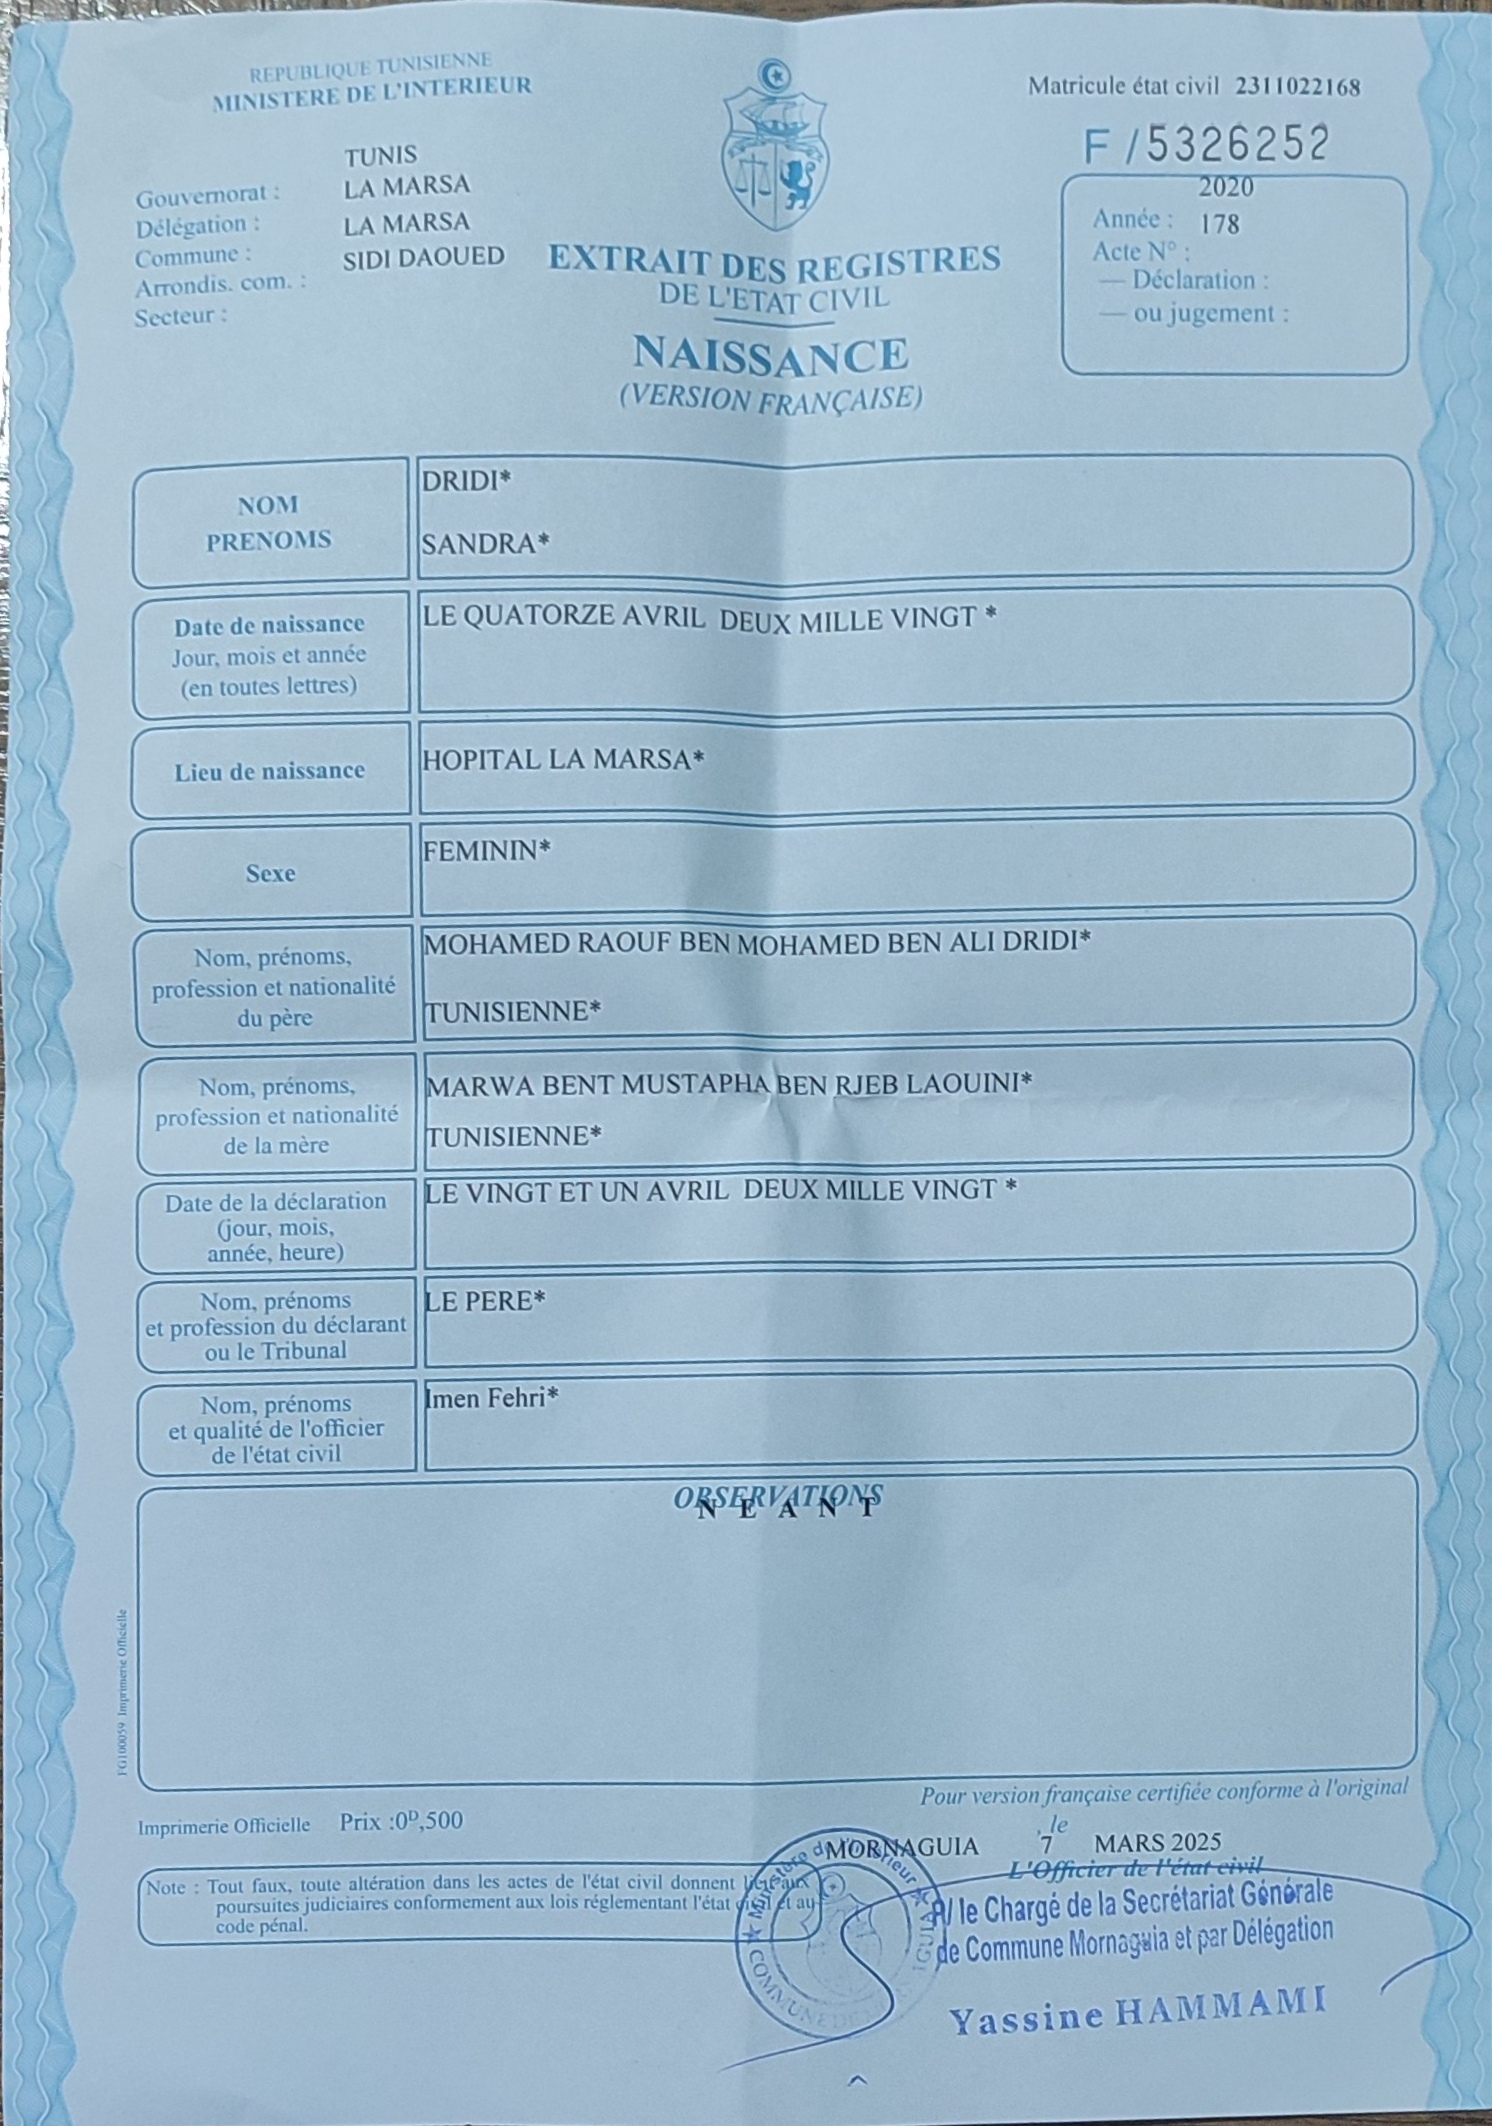 REPUBLIQUE TUNISIENNE
MINISTERE DE L'INTERIEUR
Matricule état civil 2311022168
F /5326252
TUNIS
Gouvernorat : LA MARSA
Délégation : LA MARSA
Commune : SIDI DAOUED
Arrondis. com. :
Secteur :
2020
Année : 178
Acte N° :
— Déclaration :
— ou jugement :
EXTRAIT DES REGISTRES
DE L'ETAT CIVIL
NAISSANCE
(VERSION FRANÇAISE)
NOM DRIDI*
PRENOMS SANDRA*
Date de naissance
Jour, mois et année
(en toutes lettres)
LE QUATORZE AVRIL DEUX MILLE VINGT *
Lieu de naissance
HOPITAL LA MARSA*
Sexe
FEMININ*
Nom, prénoms,
profession et nationalité
du père
MOHAMED RAOUF BEN MOHAMED BEN ALI DRIDI*
TUNISIENNE*
Nom, prénoms,
profession et nationalité
de la mère
MARWA BENT MUSTAPHA BEN RJEB LAOUINI*
TUNISIENNE*
Date de la déclaration
(jour, mois,
année, heure)
LE VINGT ET UN AVRIL DEUX MILLE VINGT *
Nom, prénoms
et profession du déclarant
ou le Tribunal
LE PERE*
Nom, prénoms
et qualité de l'officier
de l'état civil
Imen Fehri*
OBSERVATIONS
N E A N T
FG100059 Imprimerie Officielle
Pour version française certifiée conforme à l'original
Imprimerie Officielle Prix :0D,500
MORNAGUIA , le 7 MARS 2025
L'Officier de l'état civil
Note : Tout faux, toute altération dans les actes de l'état civil donnent lieu aux
poursuites judiciaires conformement aux lois réglementant l'état civil et au
code pénal.
Ministère de l'Intérieur
COMMUNE DE
P/ le Chargé de la Secrétariat Générale
de Commune Mornaguia et par Délégation
Yassine HAMMAMI